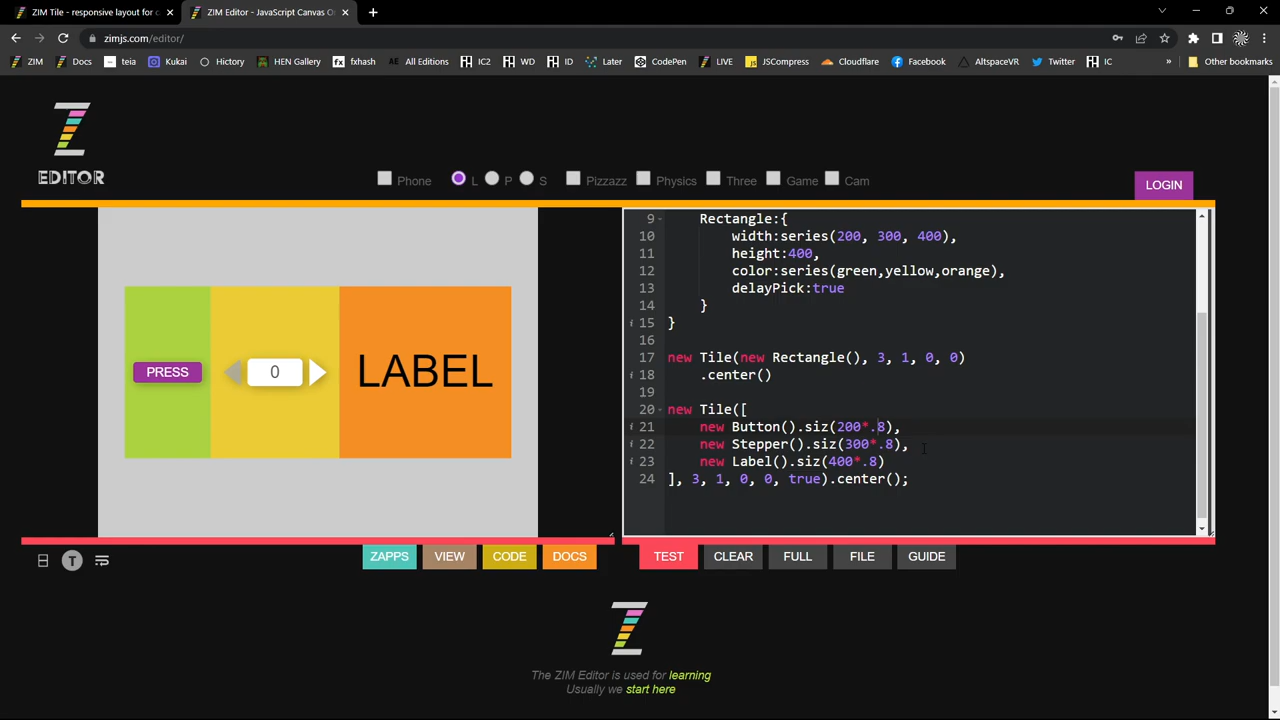 ZIM Tile - responsive layout for c
ZIM Editor - JavaScript Canvas O
zimjs.com/editor/
ZIM Docs teia Kukai Hictory HEN Gallery fxhash All Editions IC2 WD ID Later CodePen LIVE JSCompress Cloudflare Facebook AltspaceVR Twitter IC » Other bookmarks
EDITOR
Phone L P S Pizzazz Physics Three Game Cam
LOGIN
PRESS
0
LABEL
9 Rectangle:{
10 width:series(200, 300, 400),
11 height:400,
12 color:series(green,yellow,orange),
13 delayPick:true
14 }
15 }
16
17 new Tile(new Rectangle(), 3, 1, 0, 0)
18 .center()
19
20 new Tile([
21 new Button().siz(200*.8),
22 new Stepper().siz(300*.8),
23 new Label().siz(400*.8)
24 ], 3, 1, 0, 0, true).center();
T
ZAPPS VIEW CODE DOCS
TEST CLEAR FULL FILE GUIDE
The ZIM Editor is used for learning
Usually we start here